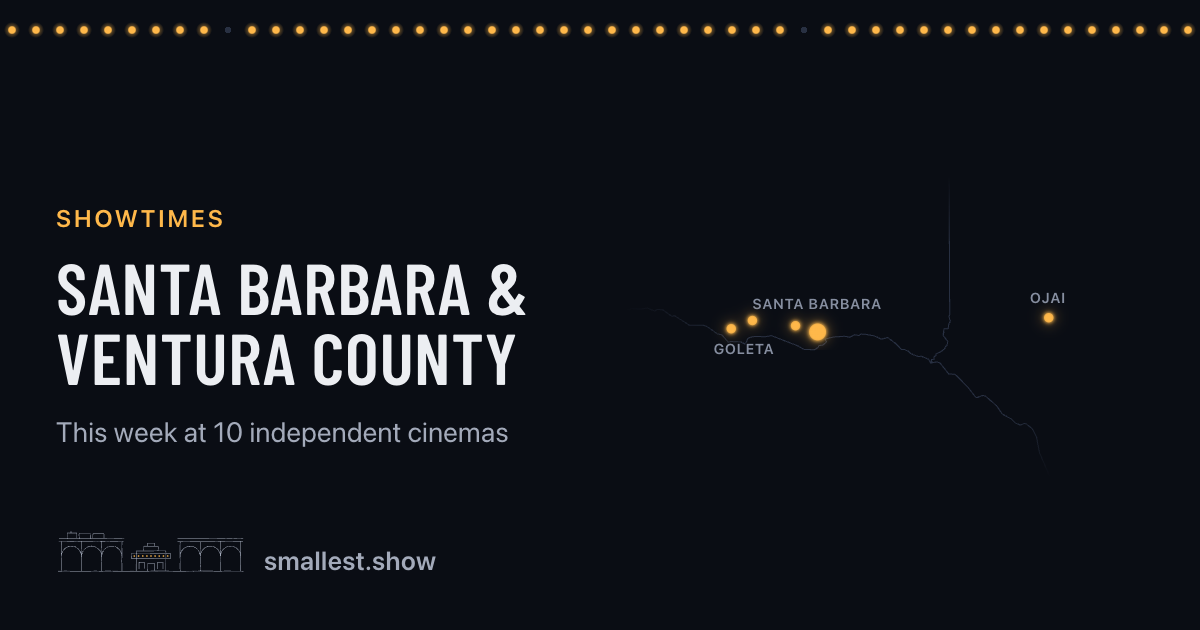 SHOWTIMES
SANTA BARBARA &
VENTURA COUNTY
This week at 10 independent cinemas
SANTA BARBARA
GOLETA
OJAI
smallest.show